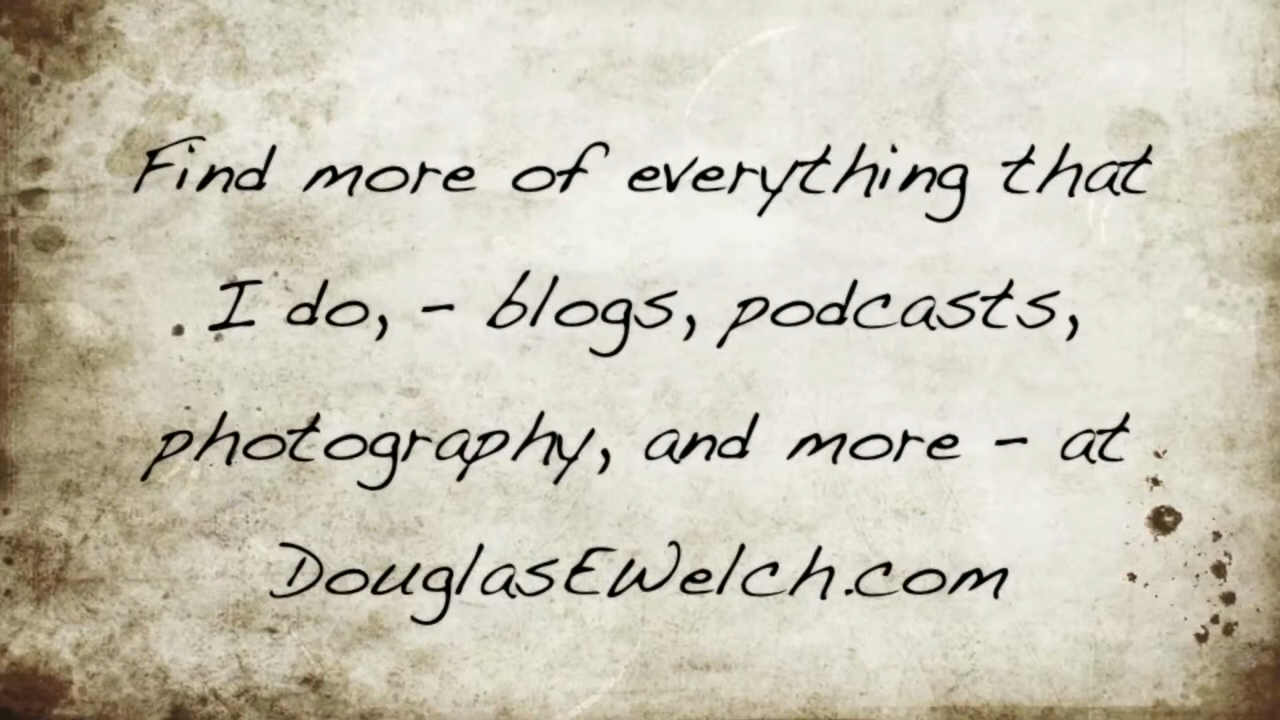 Find more of everything that
I do, - blogs, podcasts,
photography, and more - at
DouglasEWelch.com